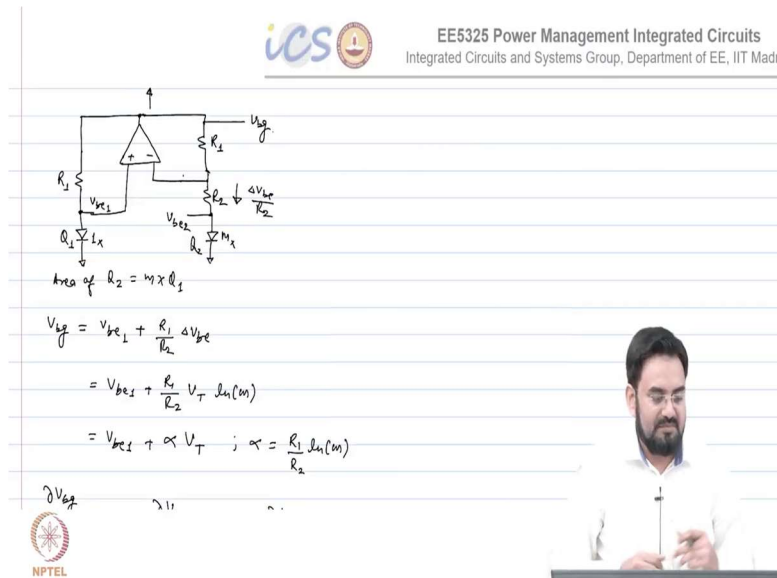 iCS
EE5325 Power Management Integrated Circuits
Integrated Circuits and Systems Group, Department of EE, IIT Madr
Vbg.
R1
+ -
R1
Vbe1
R2 ↓ ΔVbe/R2
Vbe2
Q1 1x
Q2 Mx
Area of Q2 = m x Q1
Vbg = Vbe1 + R1/R2 ΔVbe
= Vbe1 + R1/R2 VT ln(m)
= Vbe1 + ∝ VT ; ∝ = R1/R2 ln(m)
∂Vbg
NPTEL